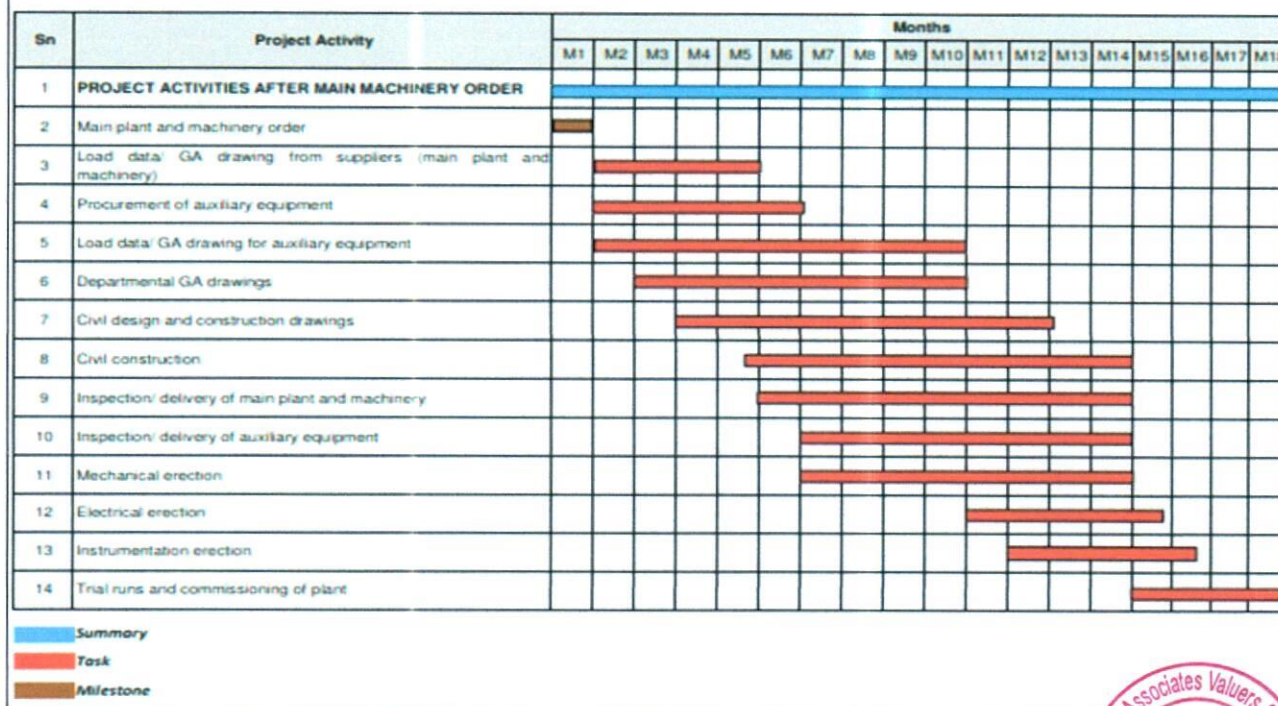 Months
Sn Project Activity
M1 M2 M3 M4 M5 M6 M7 M8 M9 M10 M11 M12 M13 M14 M15 M16 M17
1 PROJECT ACTIVITIES AFTER MAIN MACHINERY ORDER
2 Main plant and machinery order
3 Load data/ GA drawing from suppliers (main plant and
machinery)
4 Procurement of auxiliary equipment
5 Load data/ GA drawing for auxiliary equipment
6 Departmental GA drawings
7 Civil design and construction drawings
8 Civil construction
9 Inspection/ delivery of main plant and machinery
10 Inspection/ delivery of auxiliary equipment
11 Mechanical erection
12 Electrical erection
13 Instrumentation erection
14 Trial runs and commissioning of plant
Summary
Task
Milestone
Associates Valuers